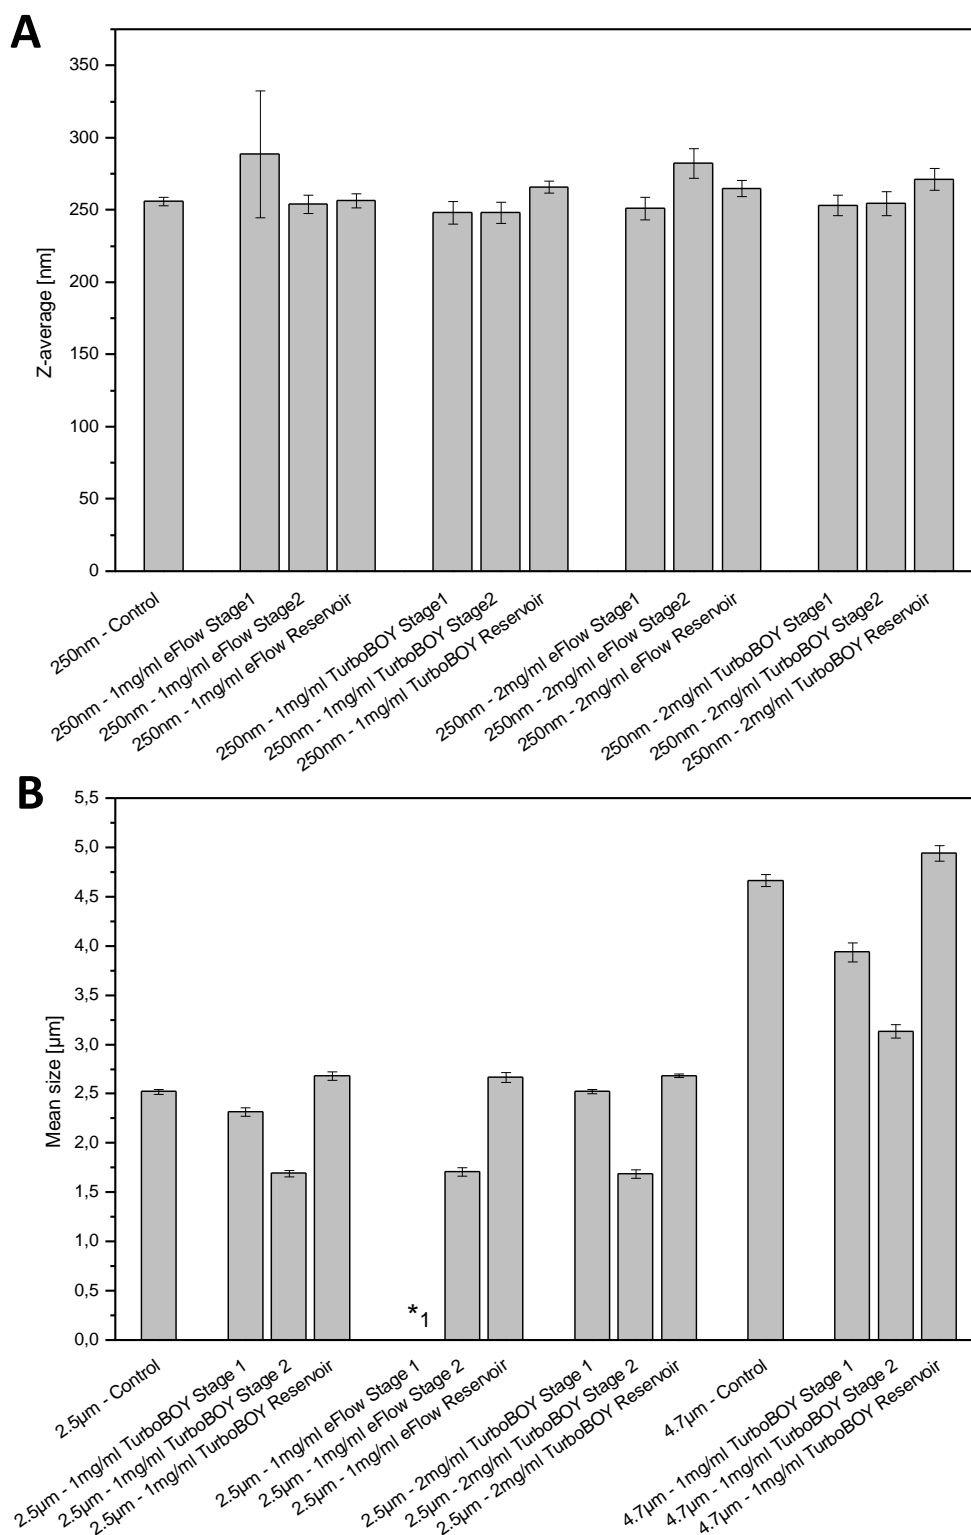 A
350
300
250
200
150
100
50
0
Z-average [nm]
250nm - Control
250nm - 1mg/ml eFlow Stage1
250nm - 1mg/ml eFlow Stage2
250nm - 1mg/ml eFlow Reservoir
250nm - 1mg/ml TurboBOY Stage1
250nm - 1mg/ml TurboBOY Stage2
250nm - 1mg/ml TurboBOY Reservoir
250nm - 2mg/ml eFlow Stage1
250nm - 2mg/ml eFlow Stage2
250nm - 2mg/ml eFlow Reservoir
250nm - 2mg/ml TurboBOY Stage1
250nm - 2mg/ml TurboBOY Stage2
250nm - 2mg/ml TurboBOY Reservoir
B
5,5
5,0
4,5
4,0
3,5
3,0
2,5
2,0
1,5
1,0
0,5
0,0
Mean size [µm]
*1
2.5µm - Control
2.5µm - 1mg/ml TurboBOY Stage 1
2.5µm - 1mg/ml TurboBOY Stage 2
2.5µm - 1mg/ml TurboBOY Reservoir
2.5µm - 1mg/ml eFlow Stage 1
2.5µm - 1mg/ml eFlow Stage 2
2.5µm - 1mg/ml eFlow Reservoir
2.5µm - 2mg/ml TurboBOY Stage 1
2.5µm - 2mg/ml TurboBOY Stage 2
2.5µm - 2mg/ml TurboBOY Reservoir
4.7µm - Control
4.7µm - 1mg/ml TurboBOY Stage 1
4.7µm - 1mg/ml TurboBOY Stage 2
4.7µm - 1mg/ml TurboBOY Reservoir